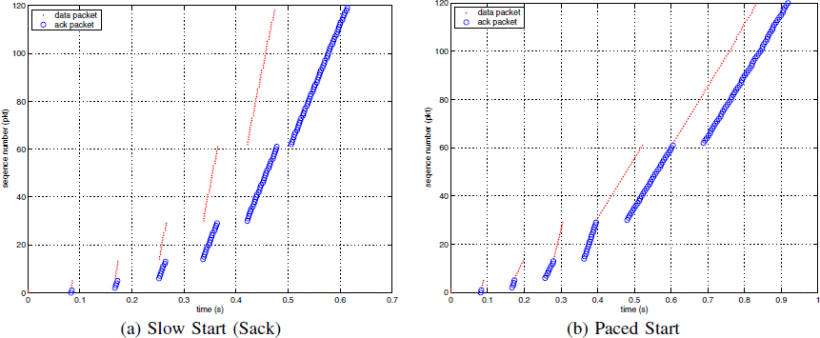 data packet
ack packet
120
100
80
60
40
20
0
seqence number (pkt)
0 0.1 0.2 0.3 0.4 0.5 0.6 0.7
time (s)
(a) Slow Start (Sack)
data packet
ack packet
120
100
80
60
40
20
0
seqence number (pkt)
0 0.1 0.2 0.3 0.4 0.5 0.6 0.7 0.8 0.9 1
time (s)
(b) Paced Start